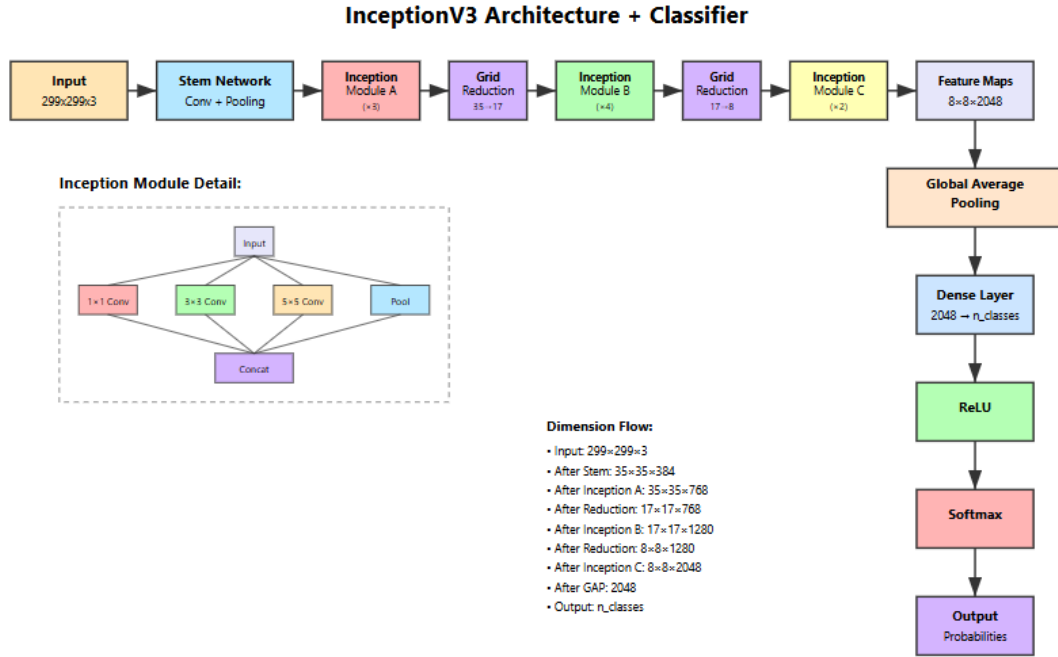 InceptionV3 Architecture + Classifier
Input
299x299x3
Stem Network
Conv + Pooling
Inception
Module A
(×3)
Grid
Reduction
35→17
Inception
Module B
(×4)
Grid
Reduction
17→8
Inception
Module C
(×2)
Feature Maps
8×8×2048
Global Average
Pooling
Dense Layer
2048 → n_classes
ReLU
Softmax
Output
Probabilities
Inception Module Detail:
Input
1×1 Conv
3×3 Conv
5×5 Conv
Pool
Concat
Dimension Flow:
• Input: 299×299×3
• After Stem: 35×35×384
• After Inception A: 35×35×768
• After Reduction: 17×17×768
• After Inception B: 17×17×1280
• After Reduction: 8×8×1280
• After Inception C: 8×8×2048
• After GAP: 2048
• Output: n_classes